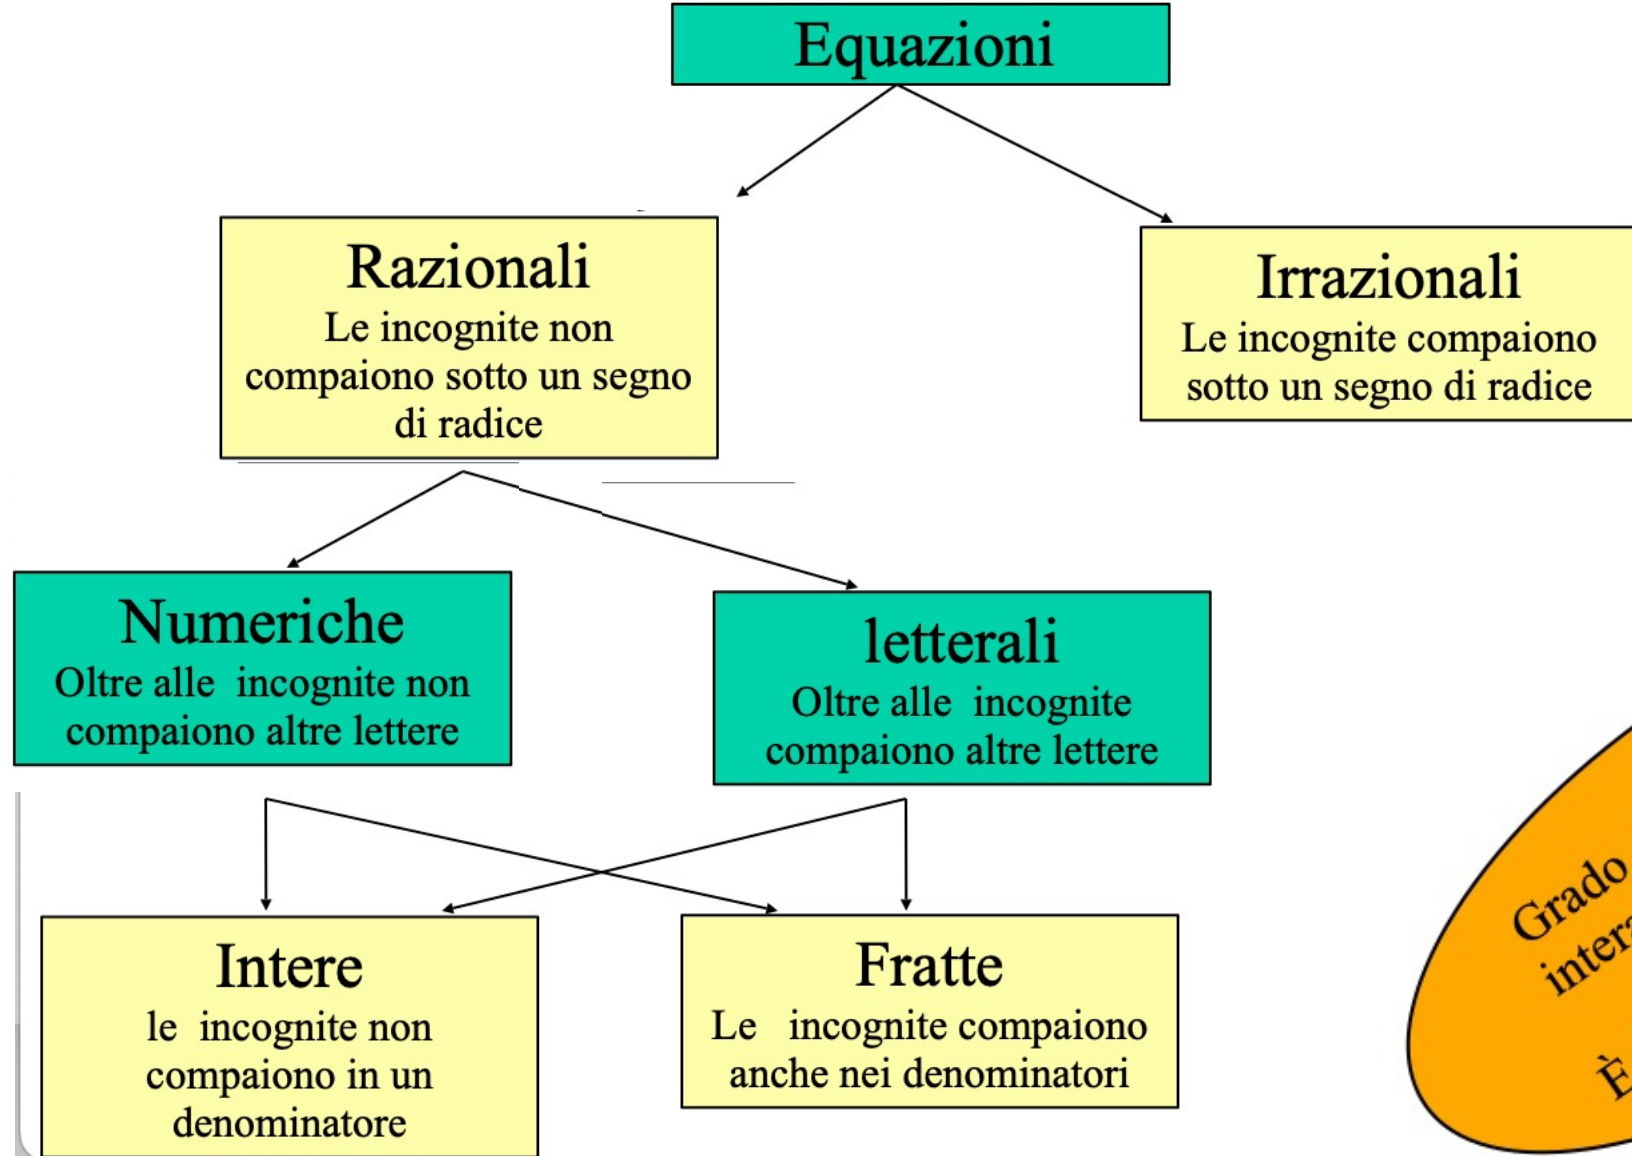 Equazioni
Razionali
Le incognite non
compaiono sotto un segno
di radice
Irrazionali
Le incognite compaiono
sotto un segno di radice
Numeriche
Oltre alle incognite non
compaiono altre lettere
letterali
Oltre alle incognite
compaiono altre lettere
Intere
le incognite non
compaiono in un
denominatore
Fratte
Le incognite compaiono
anche nei denominatori
Grado
È